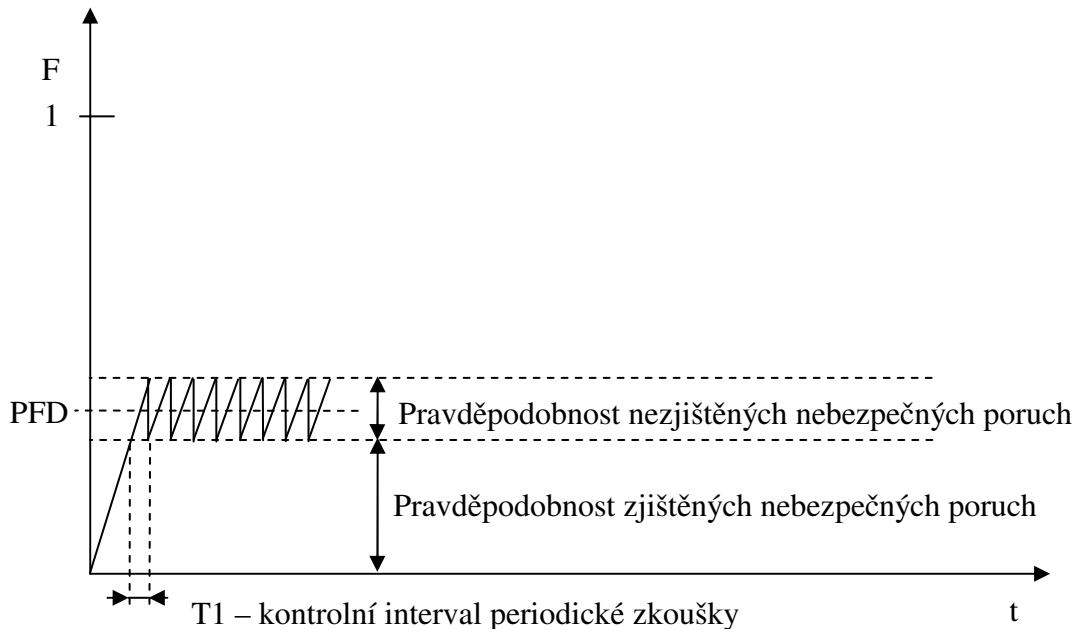 F
1
PFD
Pravděpodobnost nezjištěných nebezpečných poruch
Pravděpodobnost zjištěných nebezpečných poruch
T1 – kontrolní interval periodické zkoušky
t